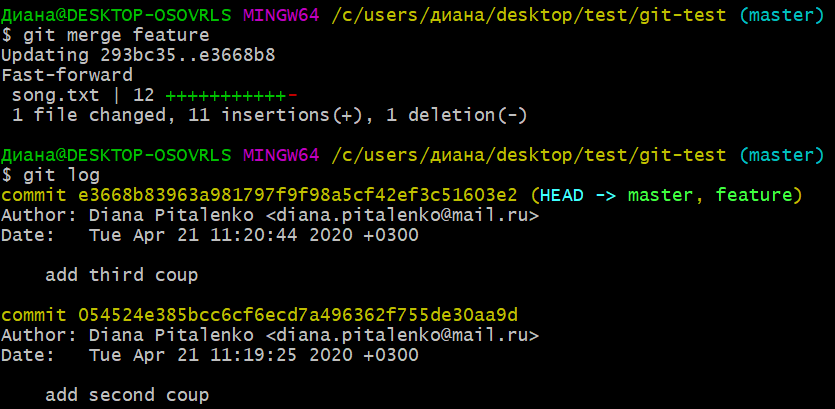 Диана@DESKTOP-OSOVRLS MINGW64 /c/users/диана/desktop/test/git-test (master)
$ git merge feature
Updating 293bc35..e3668b8
Fast-forward
 song.txt | 12 +++++++++++-
 1 file changed, 11 insertions(+), 1 deletion(-)
Диана@DESKTOP-OSOVRLS MINGW64 /c/users/диана/desktop/test/git-test (master)
$ git log
commit e3668b83963a981797f9f98a5cf42ef3c51603e2 (HEAD -> master, feature)
Author: Diana Pitalenko <diana.pitalenko@mail.ru>
Date:   Tue Apr 21 11:20:44 2020 +0300
    add third coup
commit 054524e385bcc6cf6ecd7a496362f755de30aa9d
Author: Diana Pitalenko <diana.pitalenko@mail.ru>
Date:   Tue Apr 21 11:19:25 2020 +0300
    add second coup